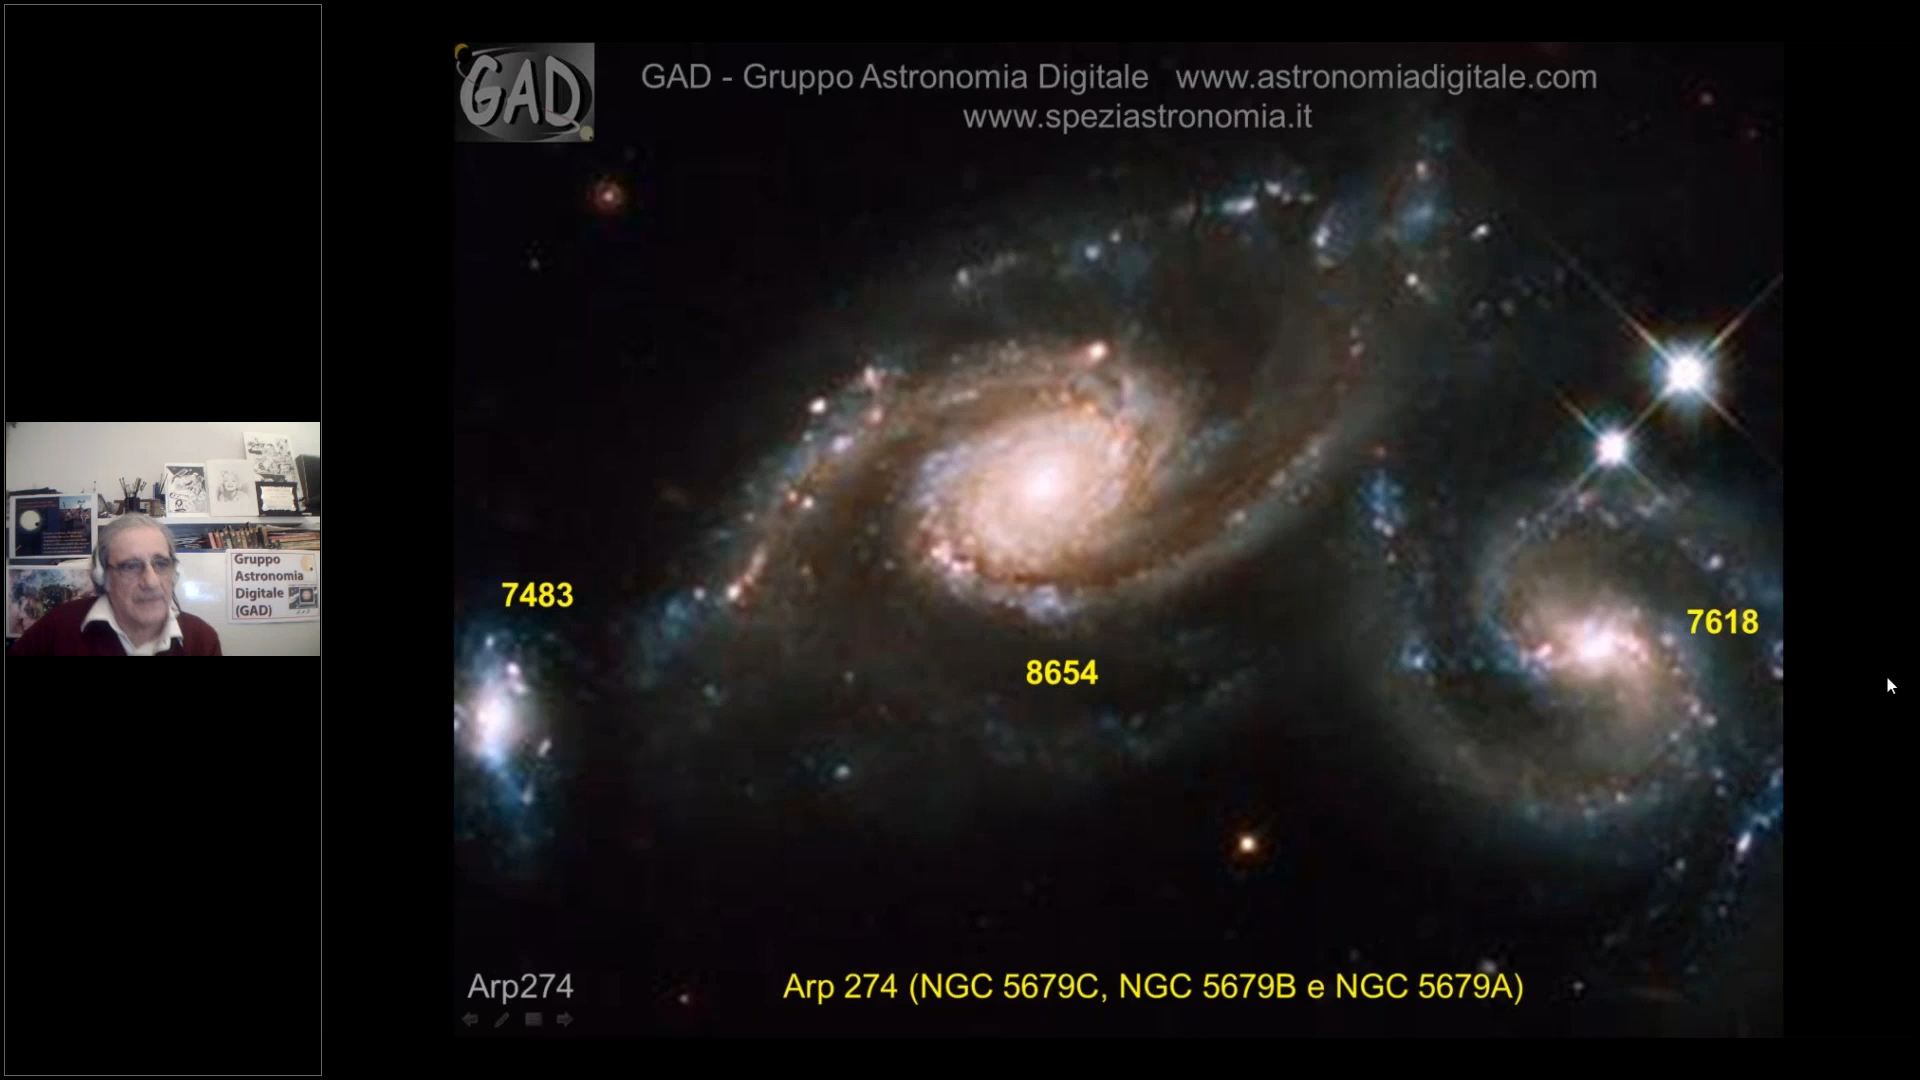 GAD
GAD - Gruppo Astronomia Digitale www.astronomiadigitale.com
www.speziastronomia.it
Gruppo
Astronomia
Digitale
(GAD)
7483
8654
7618
Arp274
Arp 274 (NGC 5679C, NGC 5679B e NGC 5679A)